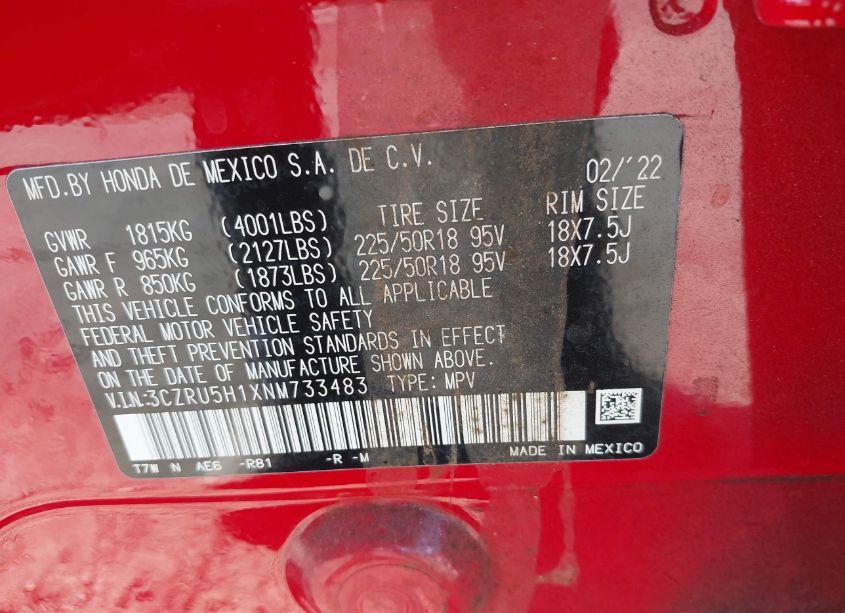 MFD.BY HONDA DE MEXICO S.A. DE C.V. 02/'22
TIRE SIZE RIM SIZE
GVWR 1815KG (4001LBS)
GAWR F 965KG (2127LBS) 225/50R18 95V 18X7.5J
GAWR R 850KG (1873LBS) 225/50R18 95V 18X7.5J
THIS VEHICLE CONFORMS TO ALL APPLICABLE
FEDERAL MOTOR VEHICLE SAFETY
AND THEFT PREVENTION STANDARDS IN EFFECT
ON THE DATE OF MANUFACTURE SHOWN ABOVE.
V.I.N.:3CZRU5H1XNM733483 TYPE: MPV
T7W N AE6 -R81 -R -M MADE IN MEXICO